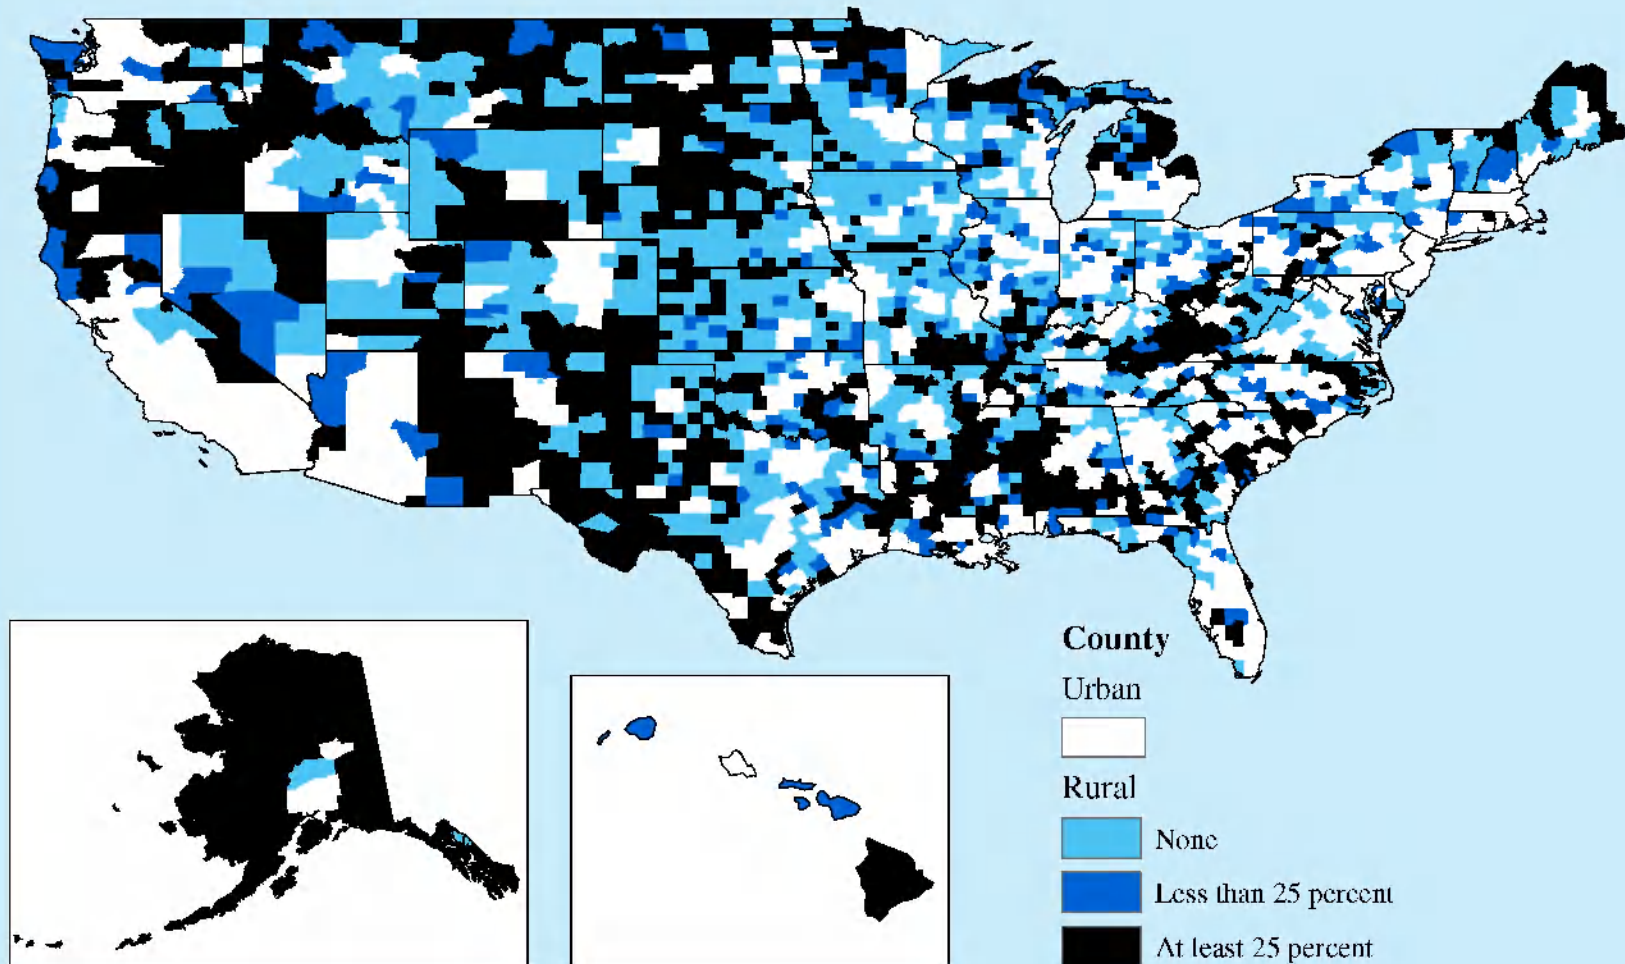 County
Urban
Rural
None
Less than 25 percent
At least 25 percent